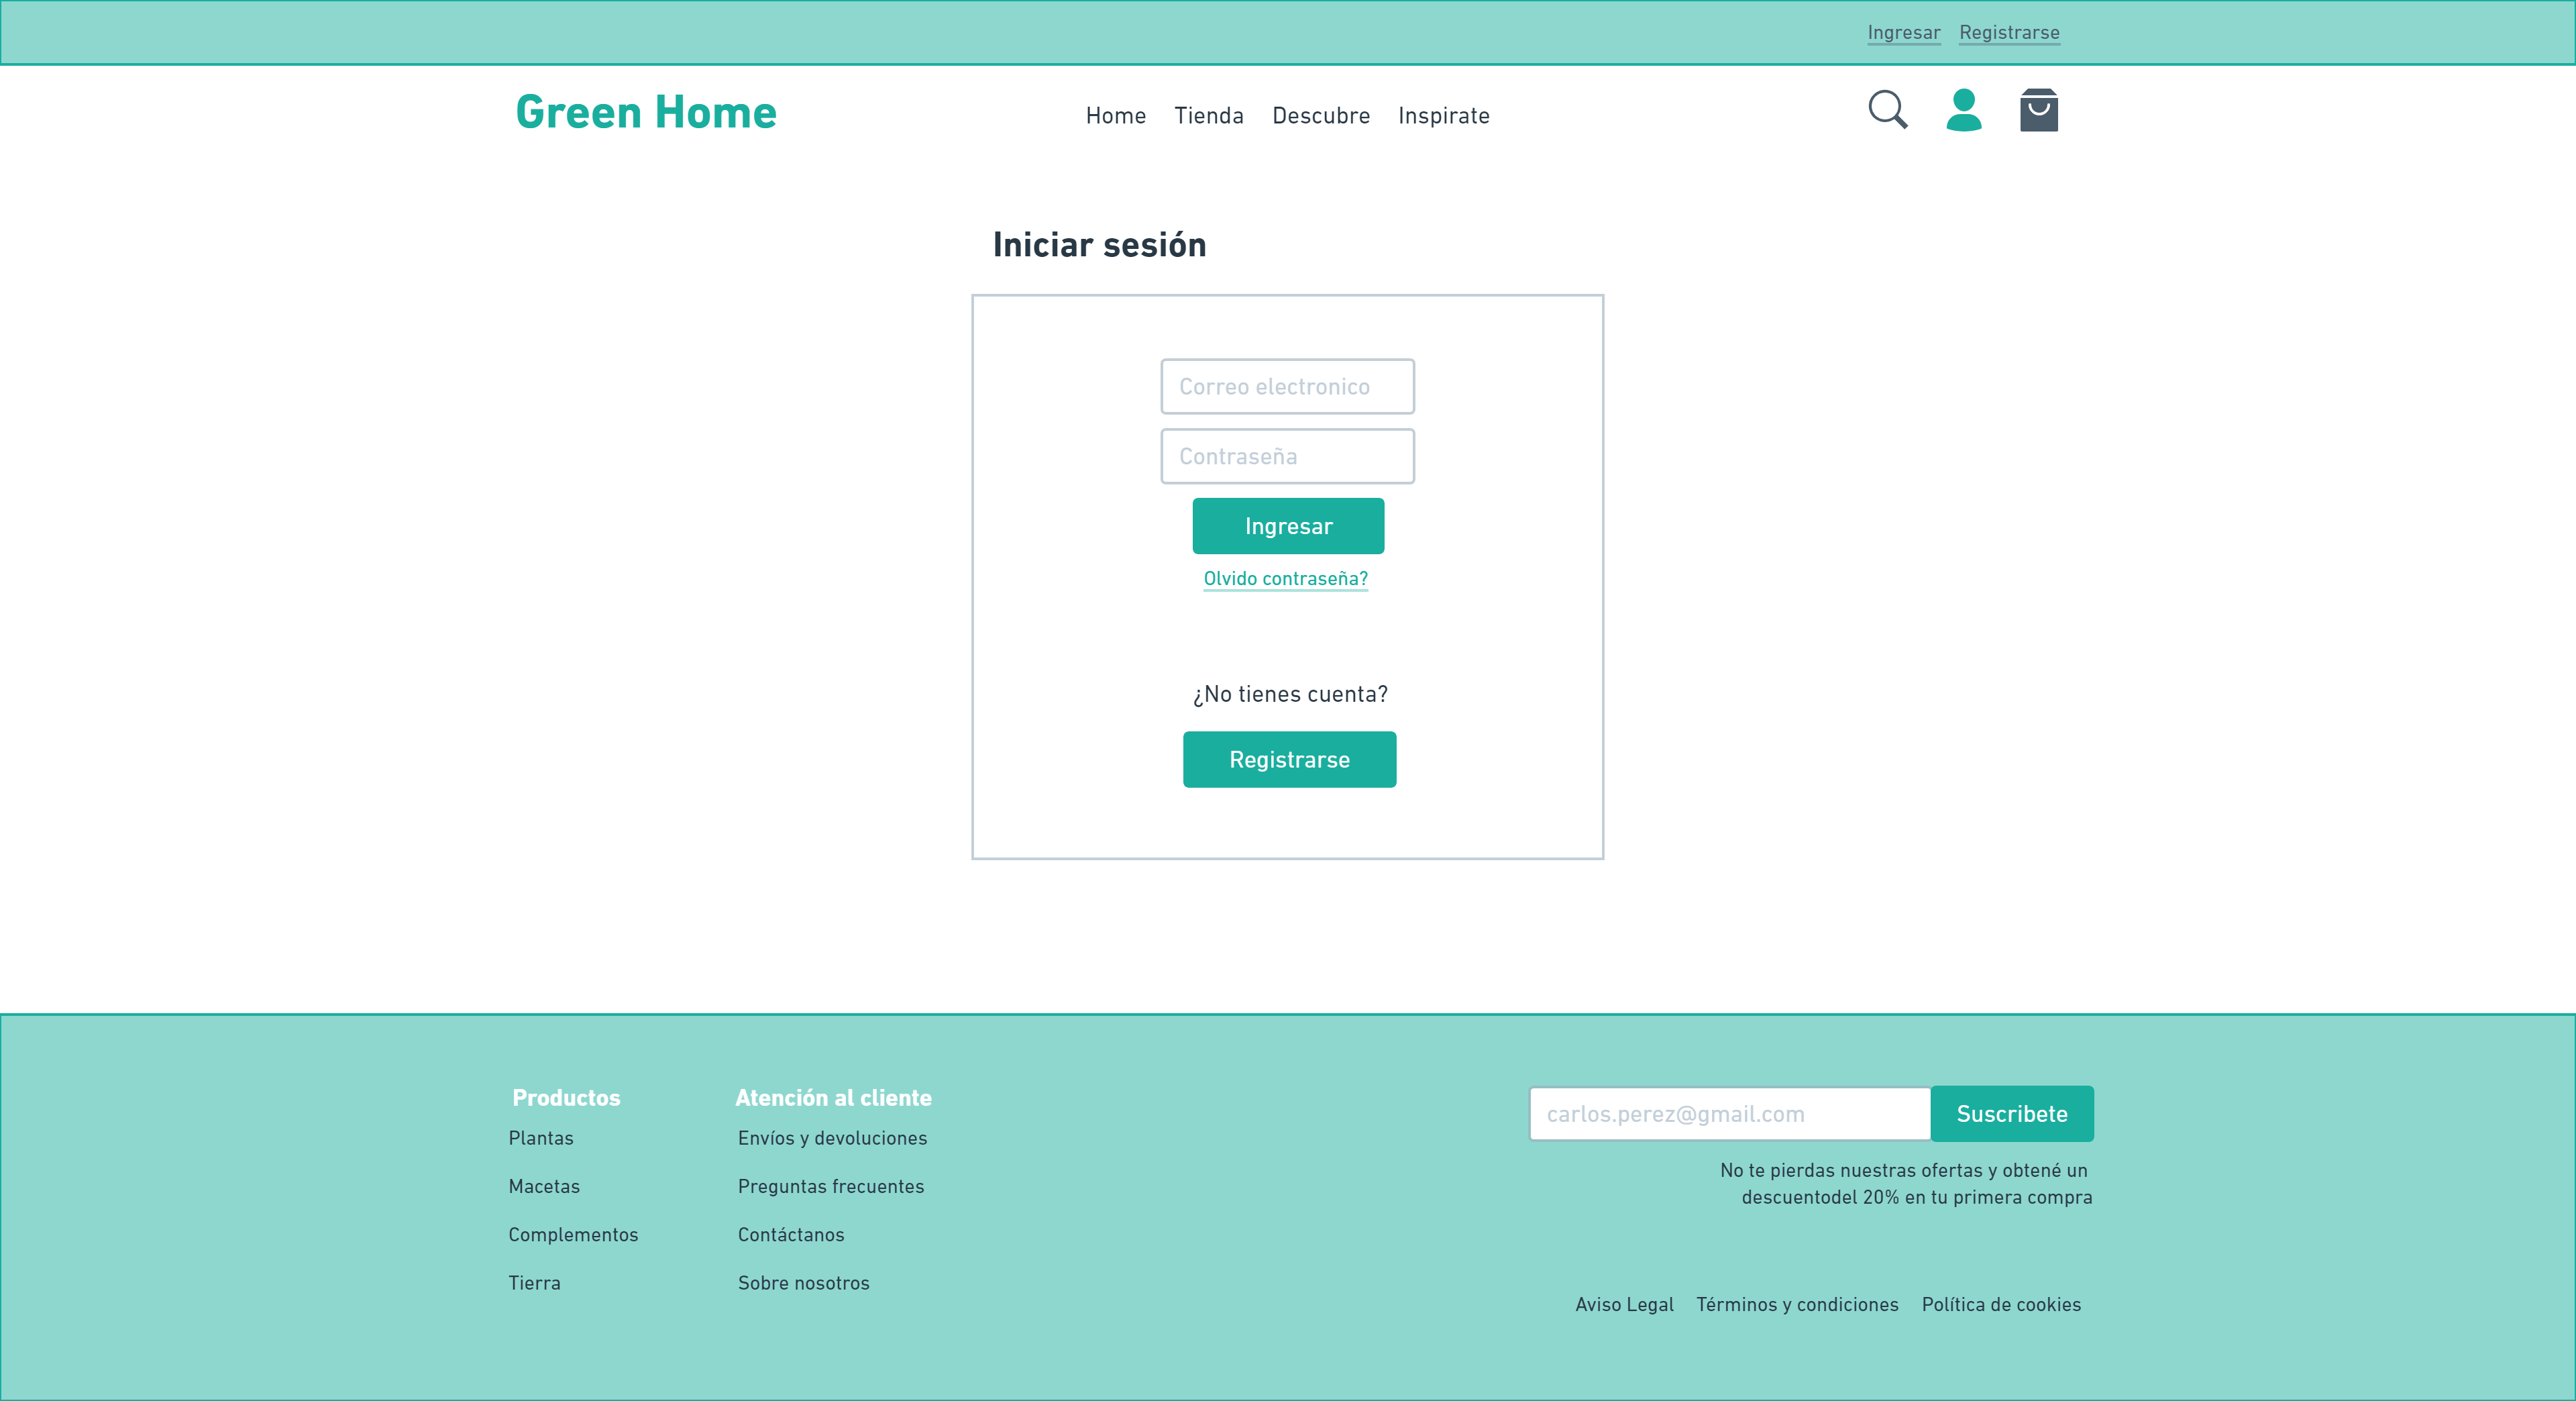 Ingresar Registrarse
Green Home
Home Tienda Descubre Inspirate
Iniciar sesión
Correo electronico
Contraseña
Ingresar
Olvido contraseña?
¿No tienes cuenta?
Registrarse
Productos
Plantas
Macetas
Complementos
Tierra
Atención al cliente
Envíos y devoluciones
Preguntas frecuentes
Contáctanos
Sobre nosotros
carlos.perez@gmail.com Suscribete
No te pierdas nuestras ofertas y obtené un
descuentodel 20% en tu primera compra
Aviso Legal Términos y condiciones Política de cookies